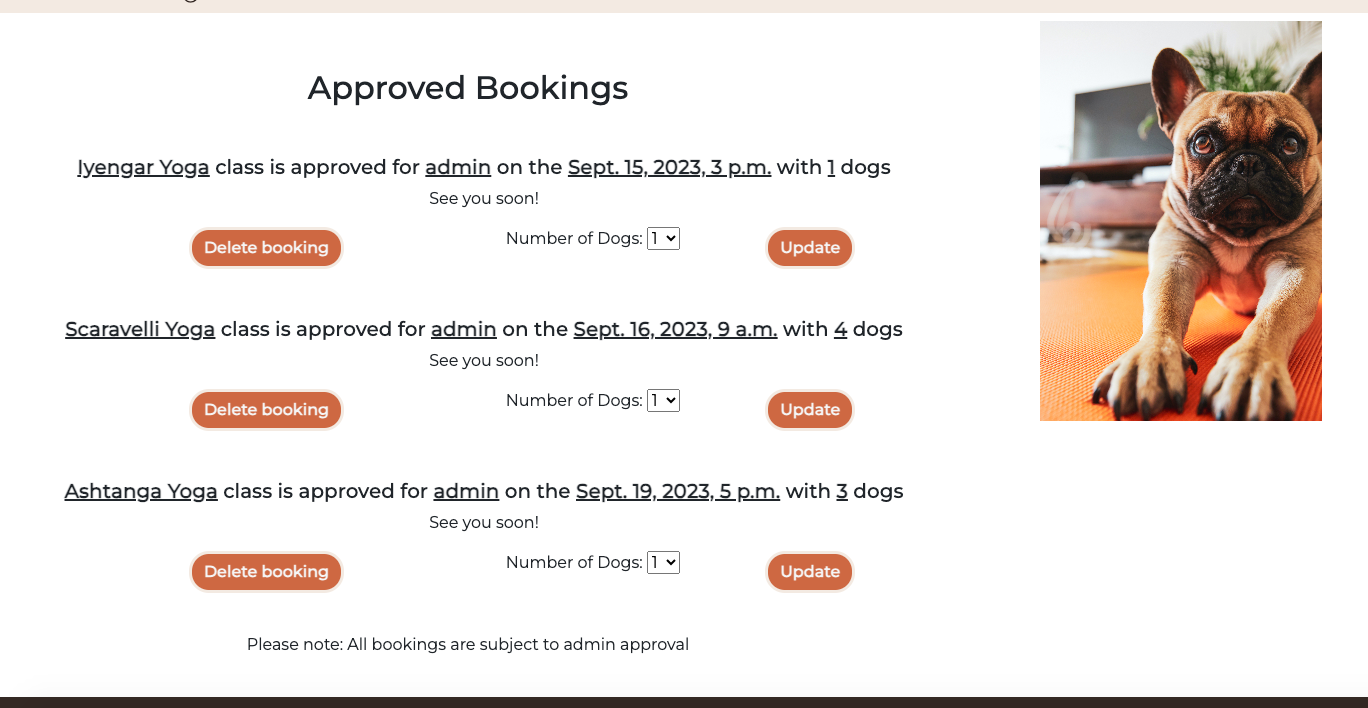 Approved Bookings
Iyengar Yoga class is approved for admin on the Sept. 15, 2023, 3 p.m. with 1 dogs
See you soon!
Delete booking
Number of Dogs: 1
Update
Scaravelli Yoga class is approved for admin on the Sept. 16, 2023, 9 a.m. with 4 dogs
See you soon!
Delete booking
Number of Dogs: 1
Update
Ashtanga Yoga class is approved for admin on the Sept. 19, 2023, 5 p.m. with 3 dogs
See you soon!
Delete booking
Number of Dogs: 1
Update
Please note: All bookings are subject to admin approval